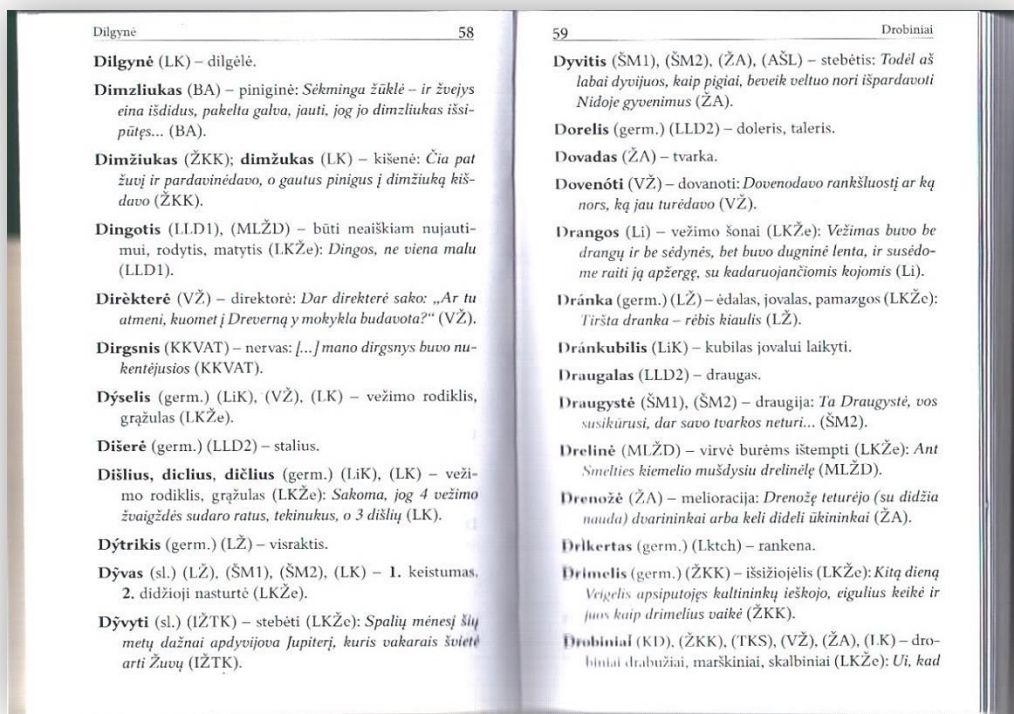 Dilgynė 58
Dilgynė (LK) – dilgėlė.
Dimzliukas (BA) – piniginė: Sėkminga žūklė – ir žvejys
eina išdidus, pakelta galva, jauti, jog jo dimzliukas išsi-
pūtęs... (BA).
Dimžiukas (ŽKK); dimžukas (LK) – kišenė: Čia pat
žuvį ir pardavinėdavo, o gautus pinigus į dimžiuką kiš-
davo (ŽKK).
Dingotis (LLD1), (MLŽD) – būti neaiškiam nujauti-
mui, rodytis, matytis (LKŽe): Dingos, ne viena malu
(LLD1).
Dirèkterė (VŽ) – direktorė: Dar direkterė sako: „Ar tu
atmeni, kuomet į Dreverną y mokykla budavota?“ (VŽ).
Dirgsnis (KKVAT) – nervas: [...] mano dirgsnys buvo nu-
kentėjusios (KKVAT).
Dýselis (germ.) (LiK), (VŽ), (LK) – vežimo rodiklis,
grąžulas (LKŽe).
Dišerė (germ.) (LLD2) – stalius.
Dišlius, diclius, dičlius (germ.) (LiK), (LK) – veži-
mo rodiklis, grąžulas (LKŽe): Sakoma, jog 4 vežimo
žvaigždės sudaro ratus, tekinukus, o 3 dišlių (LK).
Dýtrikis (germ.) (LŽ) – visraktis.
Dỹvas (sl.) (LŽ), (ŠM1), (ŠM2), (LK) – 1. keistumas,
2. didžioji nasturtė (LKŽe).
Dỹvyti (sl.) (IŽTK) – stebėti (LKŽe): Spalių mėnesį šių
metų dažnai apdyvijova Jupiterį, kuris vakarais švietė
arti Žuvų (IŽTK).
59 Drobiniai
Dyvitis (ŠM1), (ŠM2), (ŽA), (AŠL) – stebėtis: Todėl aš
labai dyvijuos, kaip pigiai, beveik veltuo nori išpardavoti
Nidoje gyvenimus (ŽA).
Dorelis (germ.) (LLD2) – doleris, taleris.
Dovadas (ŽA) – tvarka.
Dovenóti (VŽ) – dovanoti: Dovenodavo rankšluostį ar ką
nors, ką jau turėdavo (VŽ).
Drangos (Li) – vežimo šonai (LKŽe): Vežimas buvo be
drangų ir be sėdynės, bet buvo dugninė lenta, ir susėdo-
me raiti ją apžergę, su kadaruojančiomis kojomis (Li).
Dránka (germ.) (LŽ) – ėdalas, jovalas, pamazgos (LKŽe):
Tiršta dranka – rėbis kiaulis (LŽ).
Dránkubilis (LiK) – kubilas jovalui laikyti.
Draugalas (LLD2) – draugas.
Draugystė (ŠM1), (ŠM2) – draugija: Ta Draugystė, vos
susikūrusi, dar savo tvarkos neturi... (ŠM2).
Drelinė (MLŽD) – virvė burėms ištempti (LKŽe): Ant
Smelties kiemelio mušdysiu drelinėlę (MLŽD).
Drenožė (ŽA) – melioracija: Drenožę teturėjo (su didžia
nauda) dvarininkai arba keli dideli ūkininkai (ŽA).
Drikertas (germ.) (Lktch) – rankena.
Drimelis (germ.) (ŽKK) – išsižiojėlis (LKŽe): Kitą dieną
Veigelis apsiputojęs kaltininkų ieškojo, eigulius keikė ir
juos kaip drimelius vaikė (ŽKK).
Drobiniai (KD), (ŽKK), (TKS), (VŽ), (ŽA), (LK) – dro-
biniai drabužiai, marškiniai, skalbiniai (LKŽe): Ui, kad